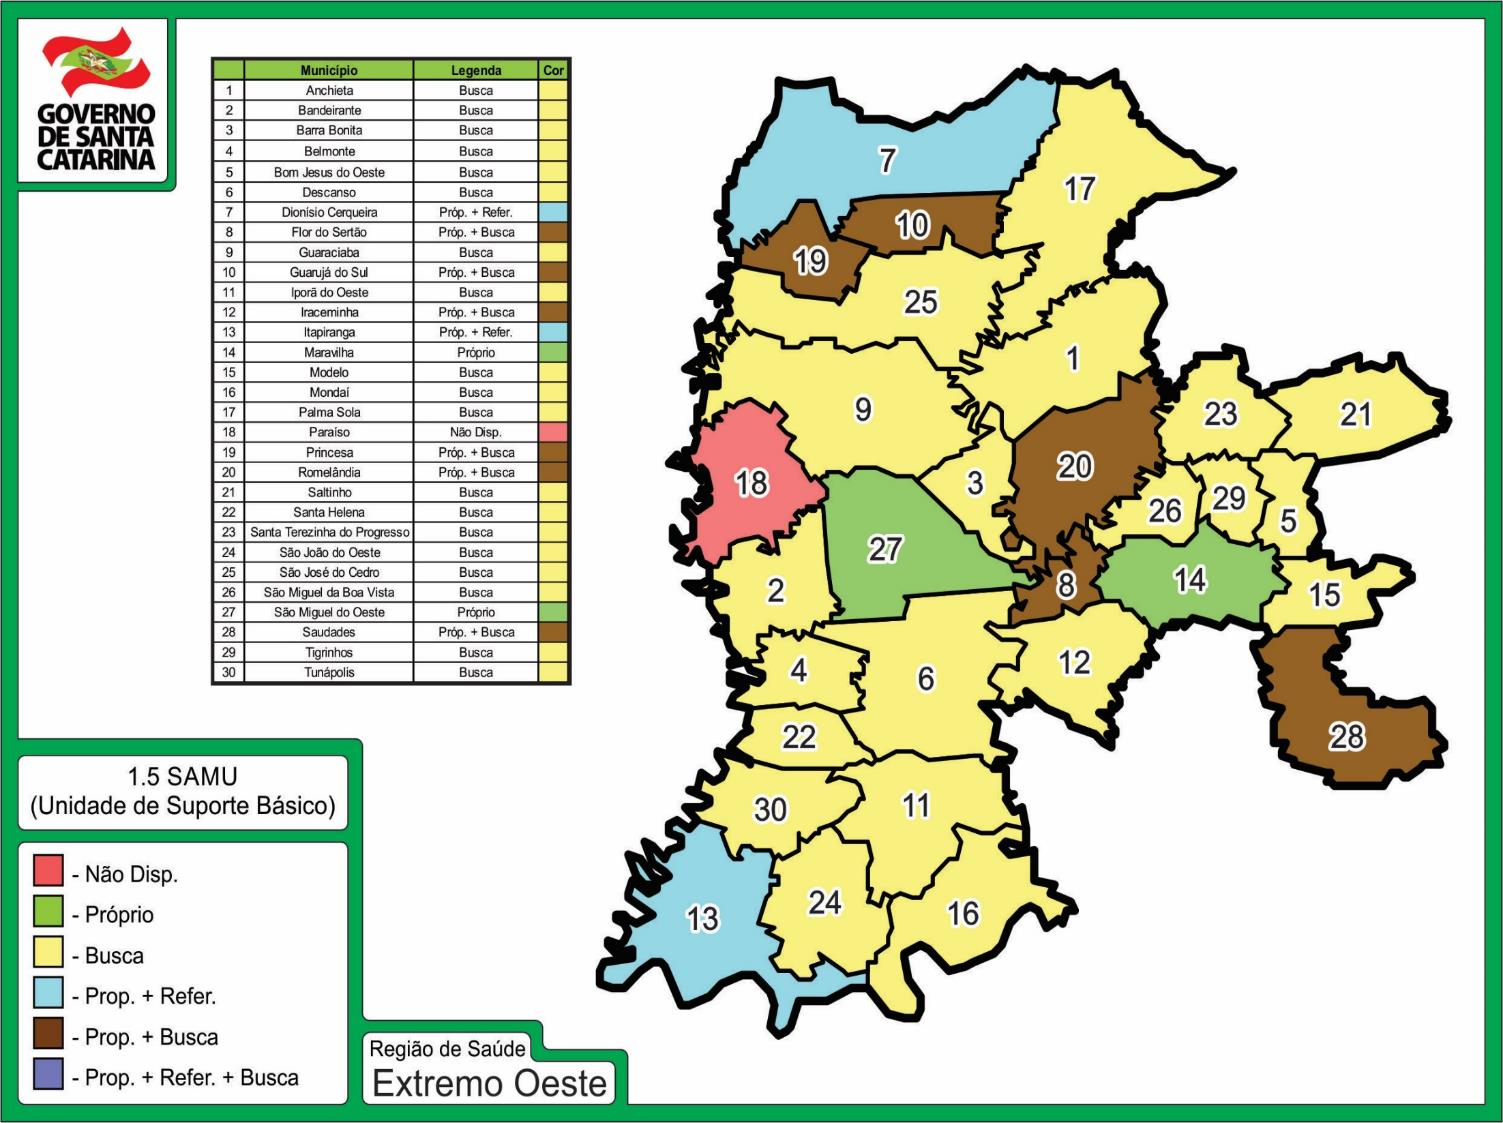 GOVERNO
DE SANTA
CATARINA
Município Legenda Cor
1 Anchieta Busca
2 Bandeirante Busca
3 Barra Bonita Busca
4 Belmonte Busca
5 Bom Jesus do Oeste Busca
6 Descanso Busca
7 Dionísio Cerqueira Próp. + Refer.
8 Flor do Sertão Próp. + Busca
9 Guaraciaba Busca
10 Guarujá do Sul Próp. + Busca
11 Iporã do Oeste Busca
12 Iraceminha Próp. + Busca
13 Itapiranga Próp. + Refer.
14 Maravilha Próprio
15 Modelo Busca
16 Mondaí Busca
17 Palma Sola Busca
18 Paraíso Não Disp.
19 Princesa Próp. + Busca
20 Romelândia Próp. + Busca
21 Saltinho Busca
22 Santa Helena Busca
23 Santa Terezinha do Progresso Busca
24 São João do Oeste Busca
25 São José do Cedro Busca
26 São Miguel da Boa Vista Busca
27 São Miguel do Oeste Próprio
28 Saudades Próp. + Busca
29 Tigrinhos Busca
30 Tunápolis Busca
7
17
10
19
25
1
9
23
21
20
18
3
26
29
5
27
2
8
14
15
4
6
12
22
28
30
11
24
13
16
1.5 SAMU
(Unidade de Suporte Básico)
- Não Disp.
- Próprio
- Busca
- Prop. + Refer.
- Prop. + Busca
- Prop. + Refer. + Busca
Região de Saúde
Extremo Oeste